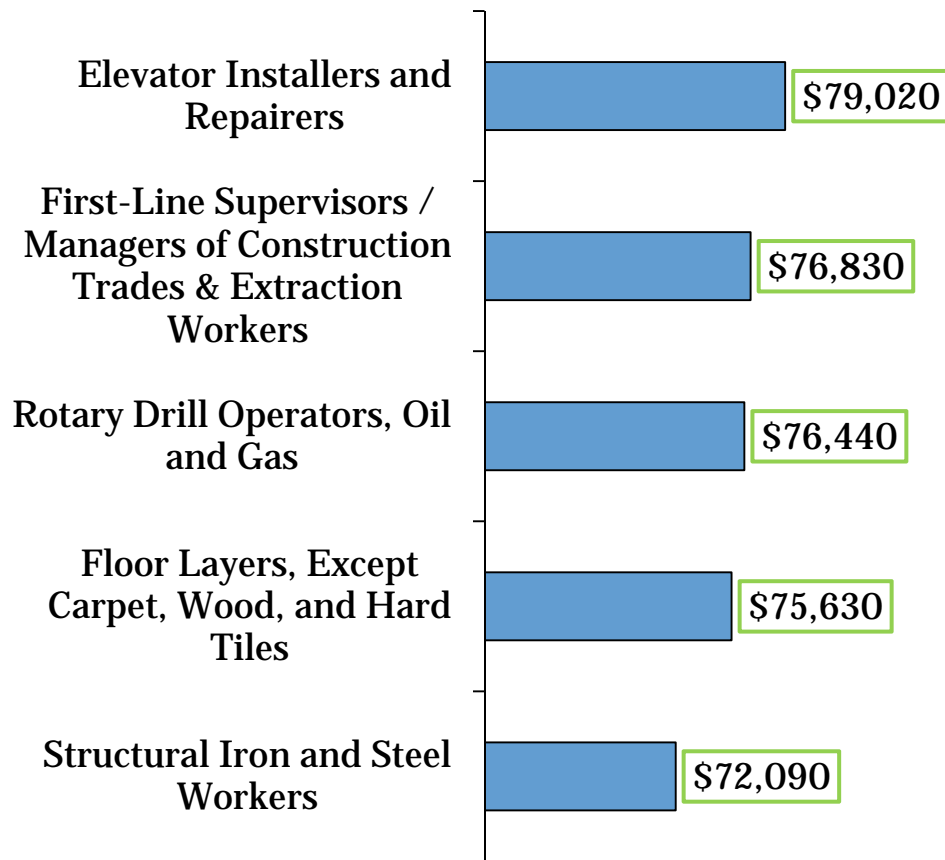 Elevator Installers and
Repairers
$79,020
First-Line Supervisors /
Managers of Construction
Trades & Extraction
Workers
$76,830
Rotary Drill Operators, Oil
and Gas
$76,440
Floor Layers, Except
Carpet, Wood, and Hard
Tiles
$75,630
Structural Iron and Steel
Workers
$72,090